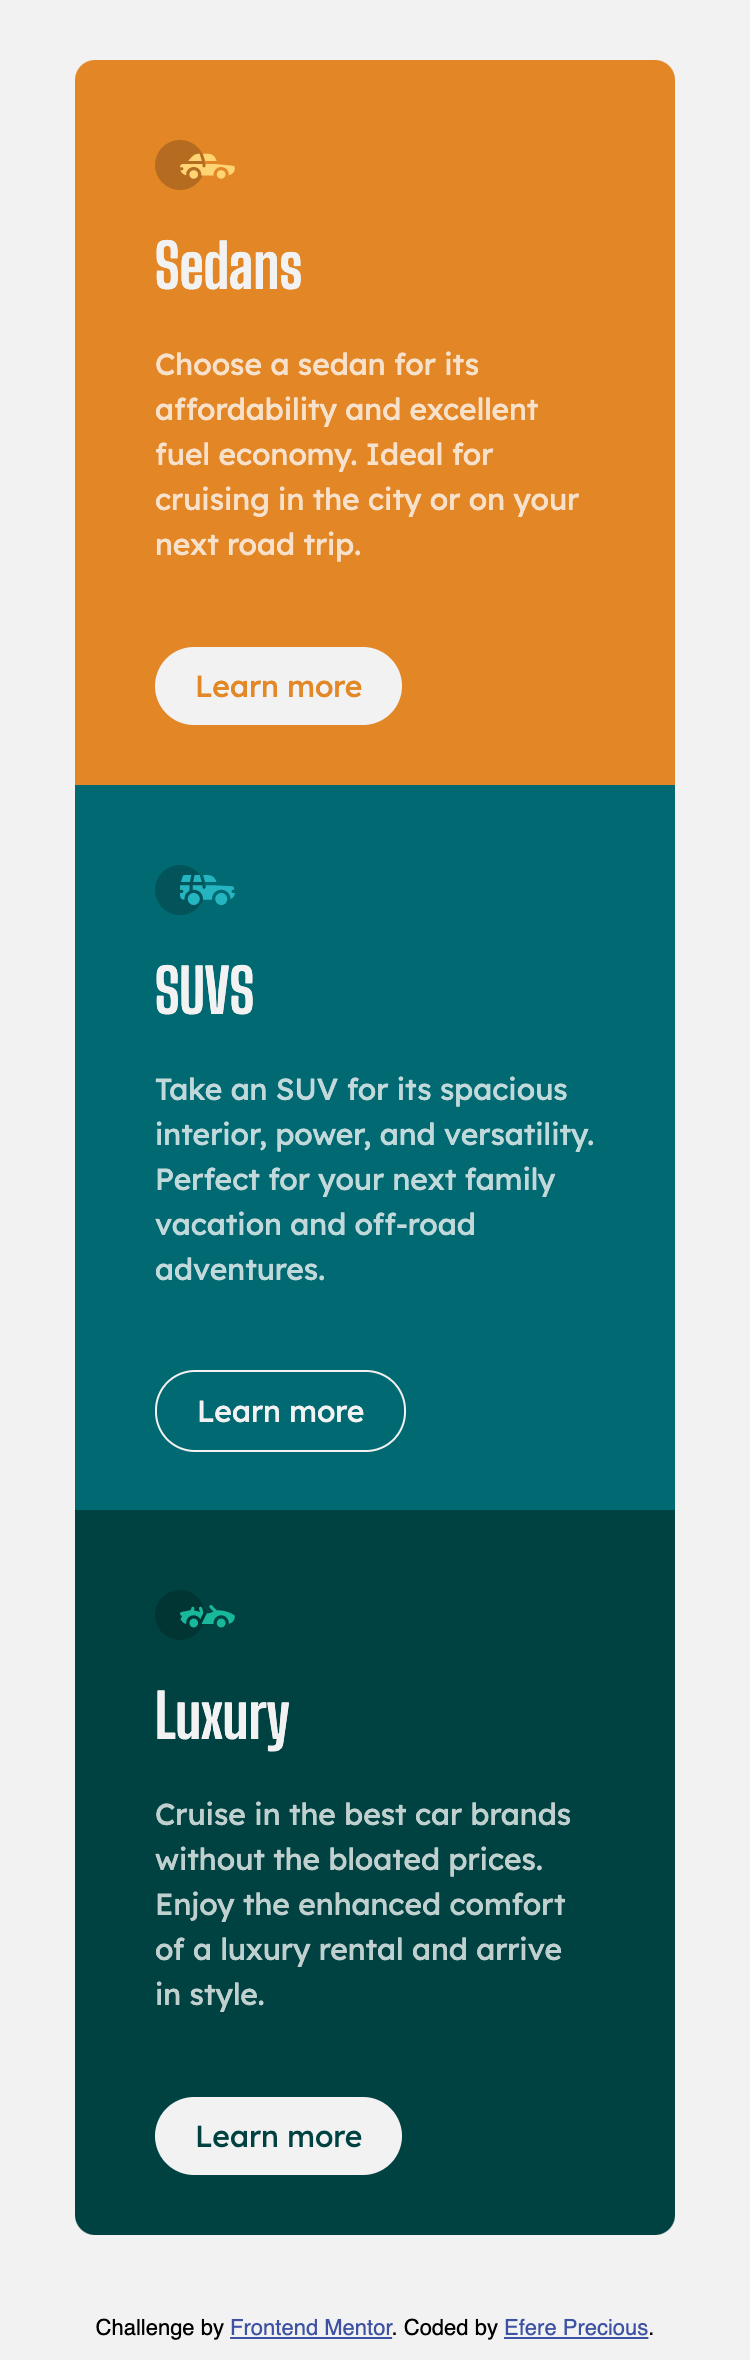 Sedans
Choose a sedan for its
affordability and excellent
fuel economy. Ideal for
cruising in the city or on your
next road trip.
Learn more
SUVS
Take an SUV for its spacious
interior, power, and versatility.
Perfect for your next family
vacation and off-road
adventures.
Learn more
Luxury
Cruise in the best car brands
without the bloated prices.
Enjoy the enhanced comfort
of a luxury rental and arrive
in style.
Learn more
Challenge by Frontend Mentor. Coded by Efere Precious.